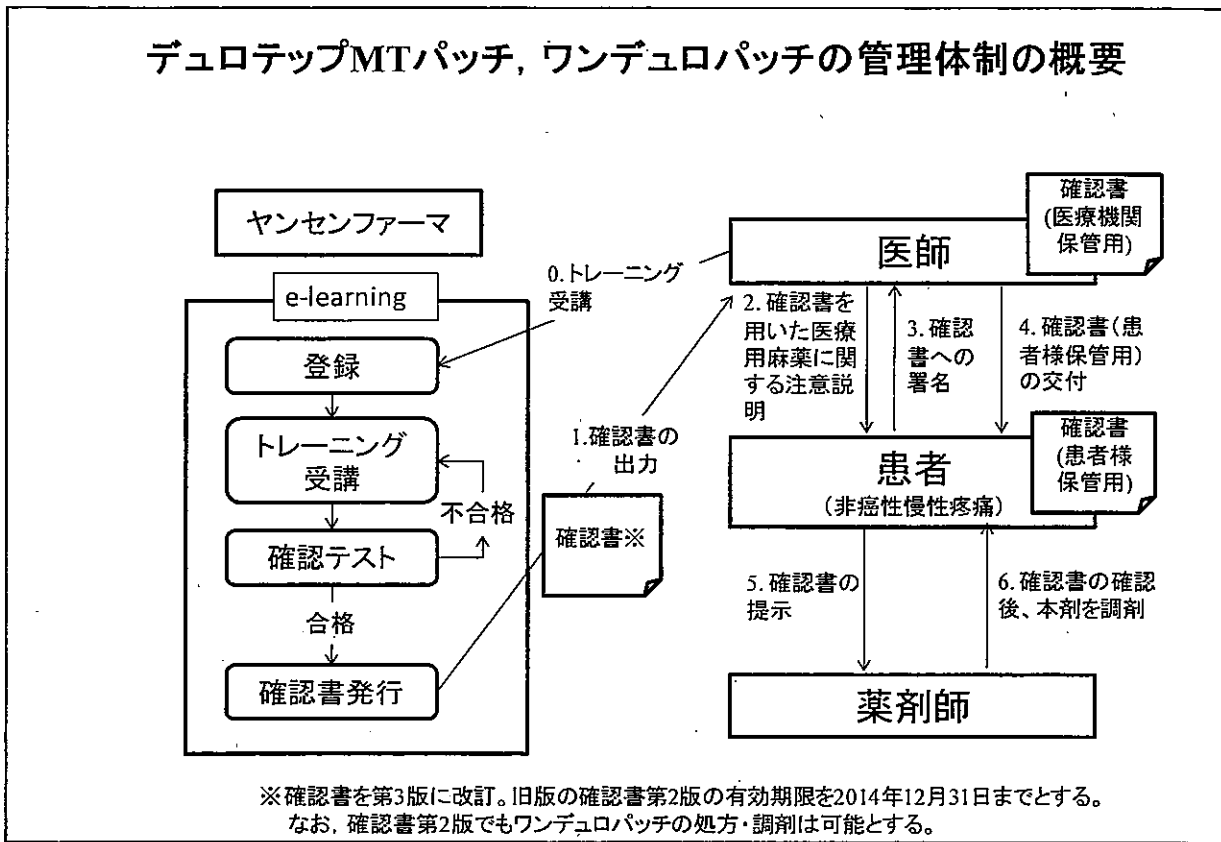 デュロテップMTパッチ, ワンデュロパッチの管理体制の概要
ヤンセンファーマ
e-learning
登録
トレーニング
受講
確認テスト
不合格
合格
確認書発行
0.トレーニング
受講
1.確認書の
出力
確認書※
医師
確認書
(医療機関
保管用)
2. 確認書を
用いた医療
用麻薬に関
する注意説
明
3. 確認
書への
署名
4. 確認書(患
者様保管用)
の交付
患者
(非癌性慢性疼痛)
確認書
(患者様
保管用)
5. 確認書の
提示
6. 確認書の確認
後、本剤を調剤
薬剤師
※確認書を第3版に改訂。旧版の確認書第2版の有効期限を2014年12月31日までとする。
なお, 確認書第2版でもワンデュロパッチの処方・調剤は可能とする。